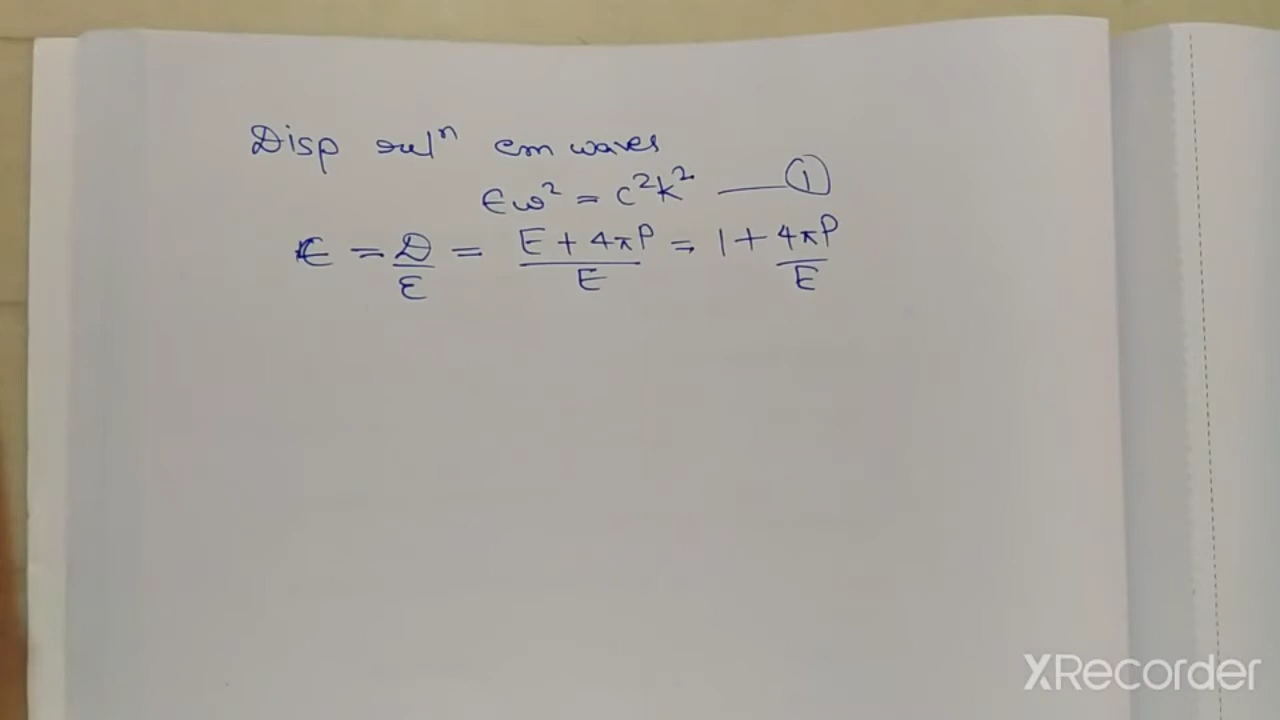 Disp relⁿ em waves
ϵω² = c²k² — ①
ϵ = D/E = E + 4πP/E = 1 + 4πP/E
XRecorder